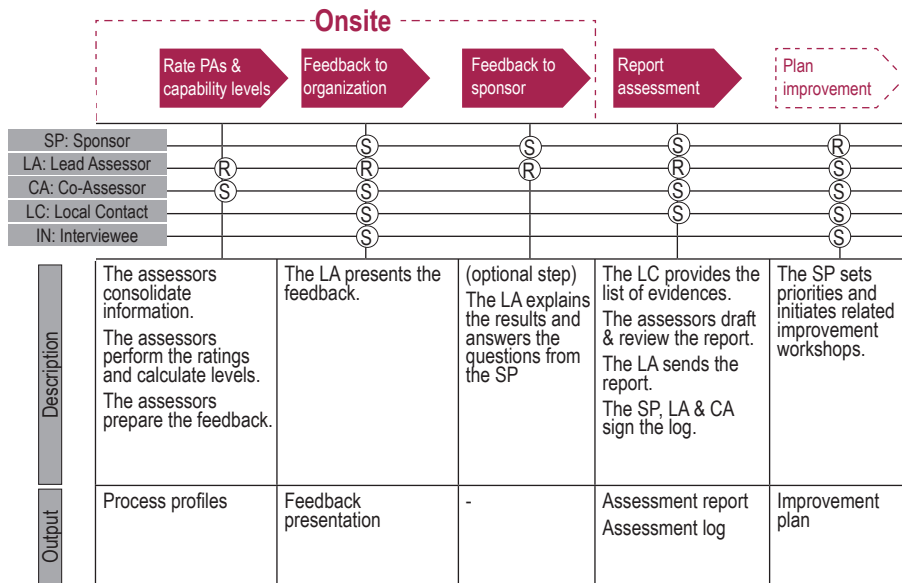 Onsite
Rate PAs &
capability levels
Feedback to
organization
Feedback to
sponsor
Report
assessment
Plan
improvement
SP: Sponsor
S
S
S
R
LA: Lead Assessor
R
R
R
R
S
CA: Co-Assessor
S
S
S
S
LC: Local Contact
S
S
S
IN: Interviewee
S
S
Description
The assessors
consolidate
information.
The assessors
perform the ratings
and calculate levels.
The assessors
prepare the feedback.
The LA presents the
feedback.
(optional step)
The LA explains
the results and
answers the
questions from
the SP
The LC provides the
list of evidences.
The assessors draft
& review the report.
The LA sends the
report.
The SP, LA & CA
sign the log.
The SP sets
priorities and
initiates related
improvement
workshops.
Output
Process profiles
Feedback
presentation
-
Assessment report
Assessment log
Improvement
plan